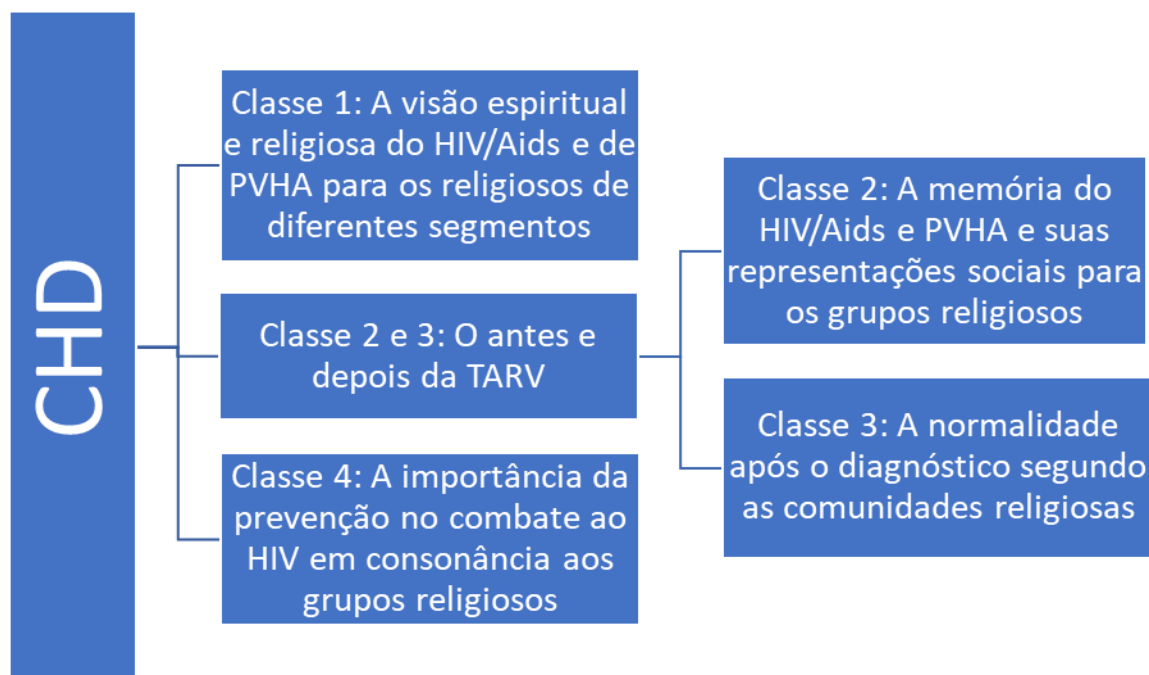 CHD
Classe 1: A visão espiritual
e religiosa do HIV/Aids e de
PVHA para os religiosos de
diferentes segmentos
Classe 2 e 3: O antes e
depois da TARV
Classe 4: A importância da
prevenção no combate ao
HIV em consonância aos
grupos religiosos
Classe 2: A memória do
HIV/Aids e PVHA e suas
representações sociais para
os grupos religiosos
Classe 3: A normalidade
após o diagnóstico segundo
as comunidades religiosas